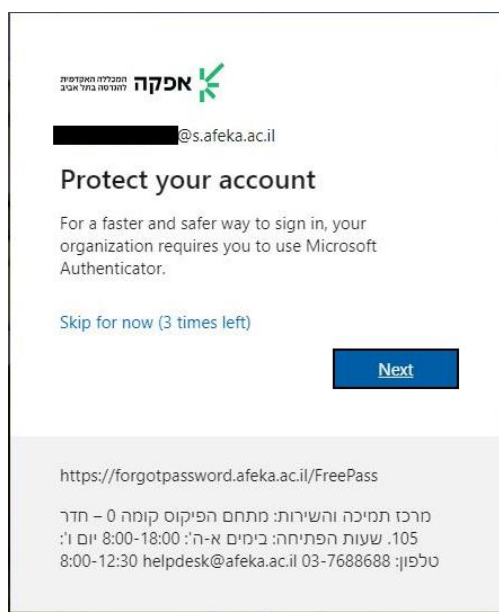 אפקה המכללה האקדמית
להנדסה בתל אביב
@s.afeka.ac.il
Protect your account
For a faster and safer way to sign in, your
organization requires you to use Microsoft
Authenticator.
Skip for now (3 times left)
Next
https://forgotpassword.afeka.ac.il/FreePass
מרכז תמיכה והשירות: מתחם הפיקוס קומה 0 – חדר
105. שעות הפתיחה: בימים א-ה': 8:00-18:00 יום ו':
8:00-12:30 helpdesk@afeka.ac.il 03-7688688 טלפון: